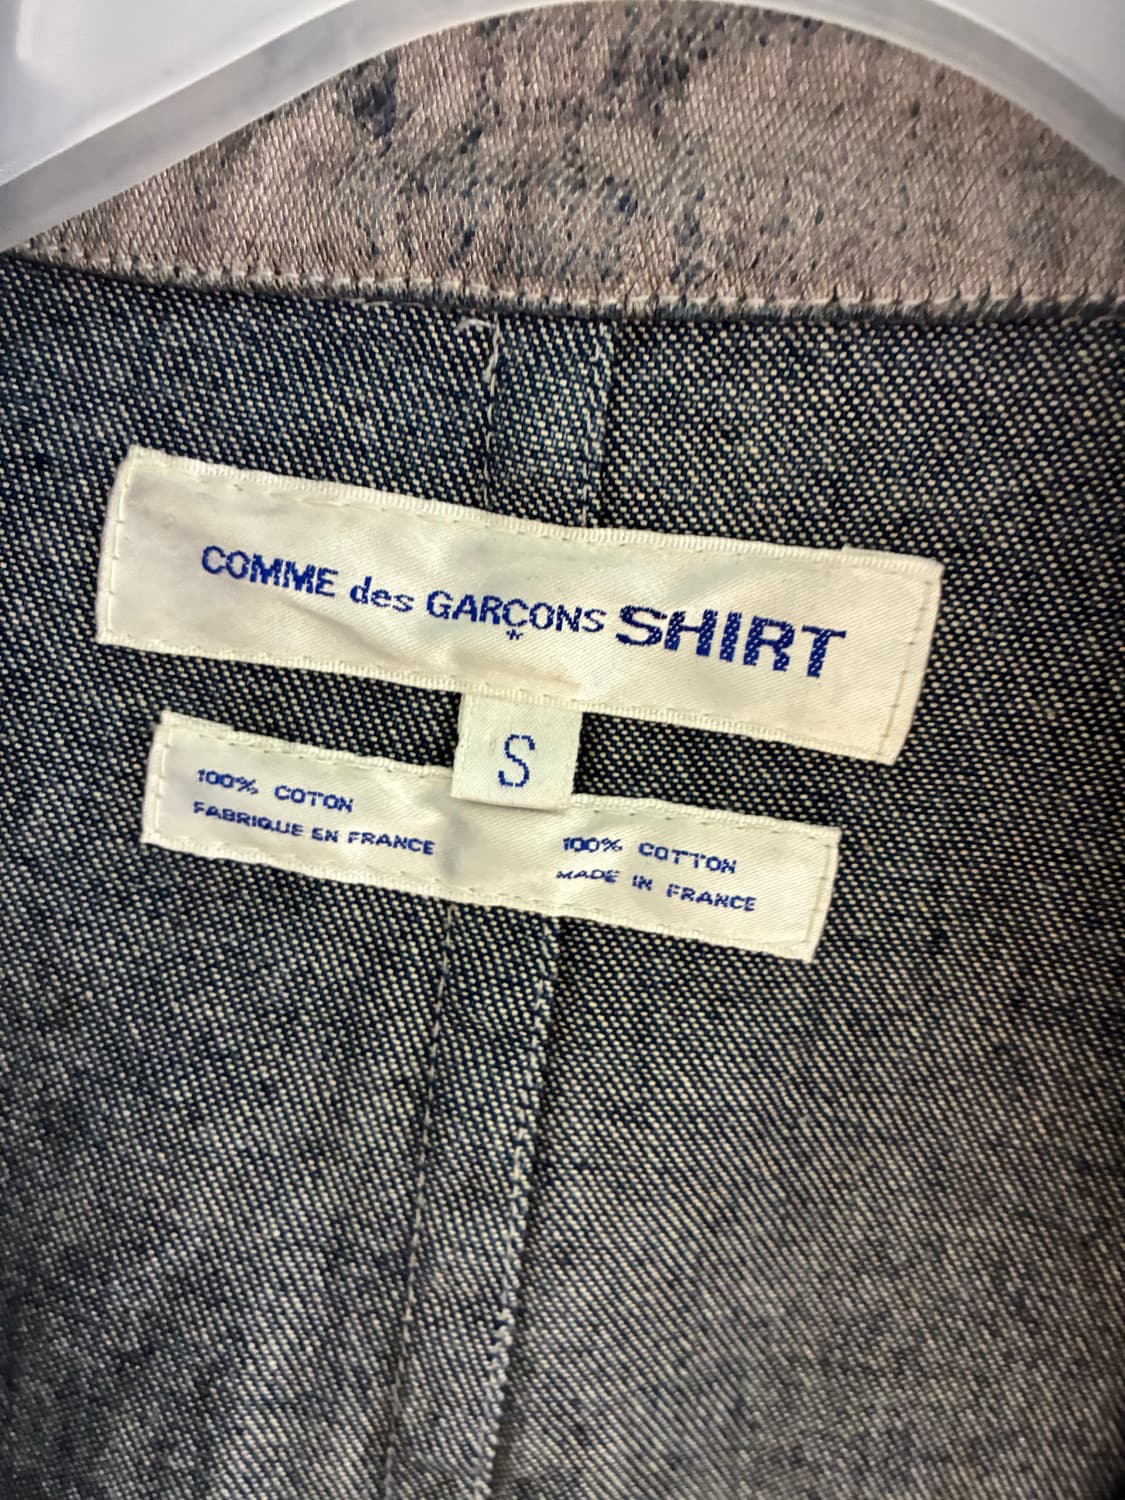 COMME des GARÇONS SHIRT
*
S
100% COTON
FABRIQUE EN FRANCE
100% COTTON
MADE IN FRANCE